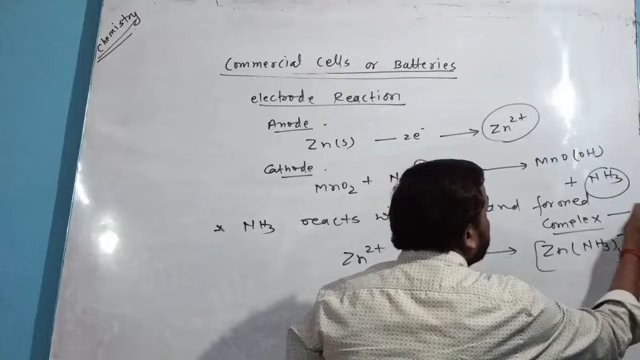 Chemistry
Commercial Cells or Batteries
electrode Reaction
Anode .
Zn(s) — 2e⁻ ⟶ Zn²⁺
Cathode .
MnO₂ + N ⟶ MnO(OH)
+ NH₃
* NH₃ reacts and formed
Complex —
Zn²⁺ ⟶ [Zn(NH₃)